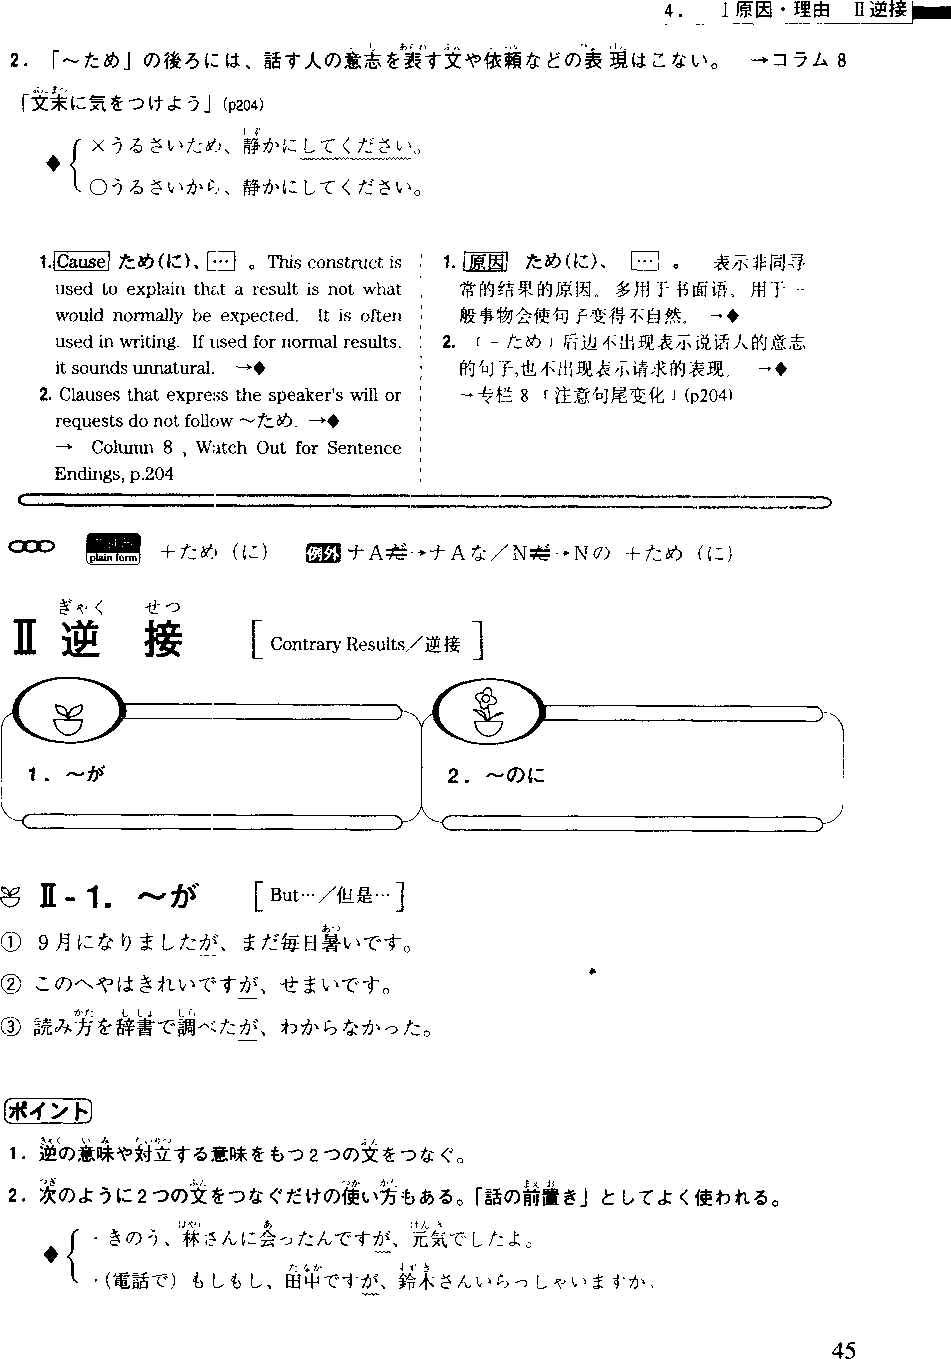 4． Ⅰ原因・理由 Ⅱ逆接
2．「～ため」の後ろには、話す人の意志を表す文や依頼などの表現はこない。 →コラム8
「文末に気をつけよう」(p204)
×うるさいため、静かにしてください。
◆
○うるさいから、静かにしてください。
1. Cause ため(に)、… 。This construct is
used to explain that a result is not what
would normally be expected. It is often
used in writing. If used for normal results,
it sounds unnatural. →◆
2. Clauses that express the speaker's will or
requests do not follow ～ため. →◆
→ Column 8 , Watch Out for Sentence
Endings, p.204
1. 原因 ため(に)、 … 。 表示非同寻
常的结果的原因。多用于书面语。用于一
般事物会使句子变得不自然。 →◆
2. 「-ため」后边不出现表示说话人的意志
的句子,也不出现表示请求的表现。 →◆
→专栏 8 「注意句尾变化」(p204)
plain form ＋ため（に） 例外 ナAだ→ナAな／Nだ→Nの ＋ため（に）
ぎゃく せつ
Ⅱ 逆 接 [Contrary Results／逆接]
1．～が
2．～のに
Ⅱ-1．～が [But…／但是…]
① ９月になりましたが、まだ毎日暑いです。
② このへやはきれいですが、せまいです。
③ 読み方を辞書で調べたが、わからなかった。
ポイント
1．逆の意味や対立する意味をもつ２つの文をつなぐ。
2．次のように２つの文をつなぐだけの使い方もある。「話の前置き」としてよく使われる。
・きのう、林さんに会ったんですが、元気でしたよ。
◆
・(電話で）もしもし、田中ですが、鈴木さんいらっしゃいますか。
45